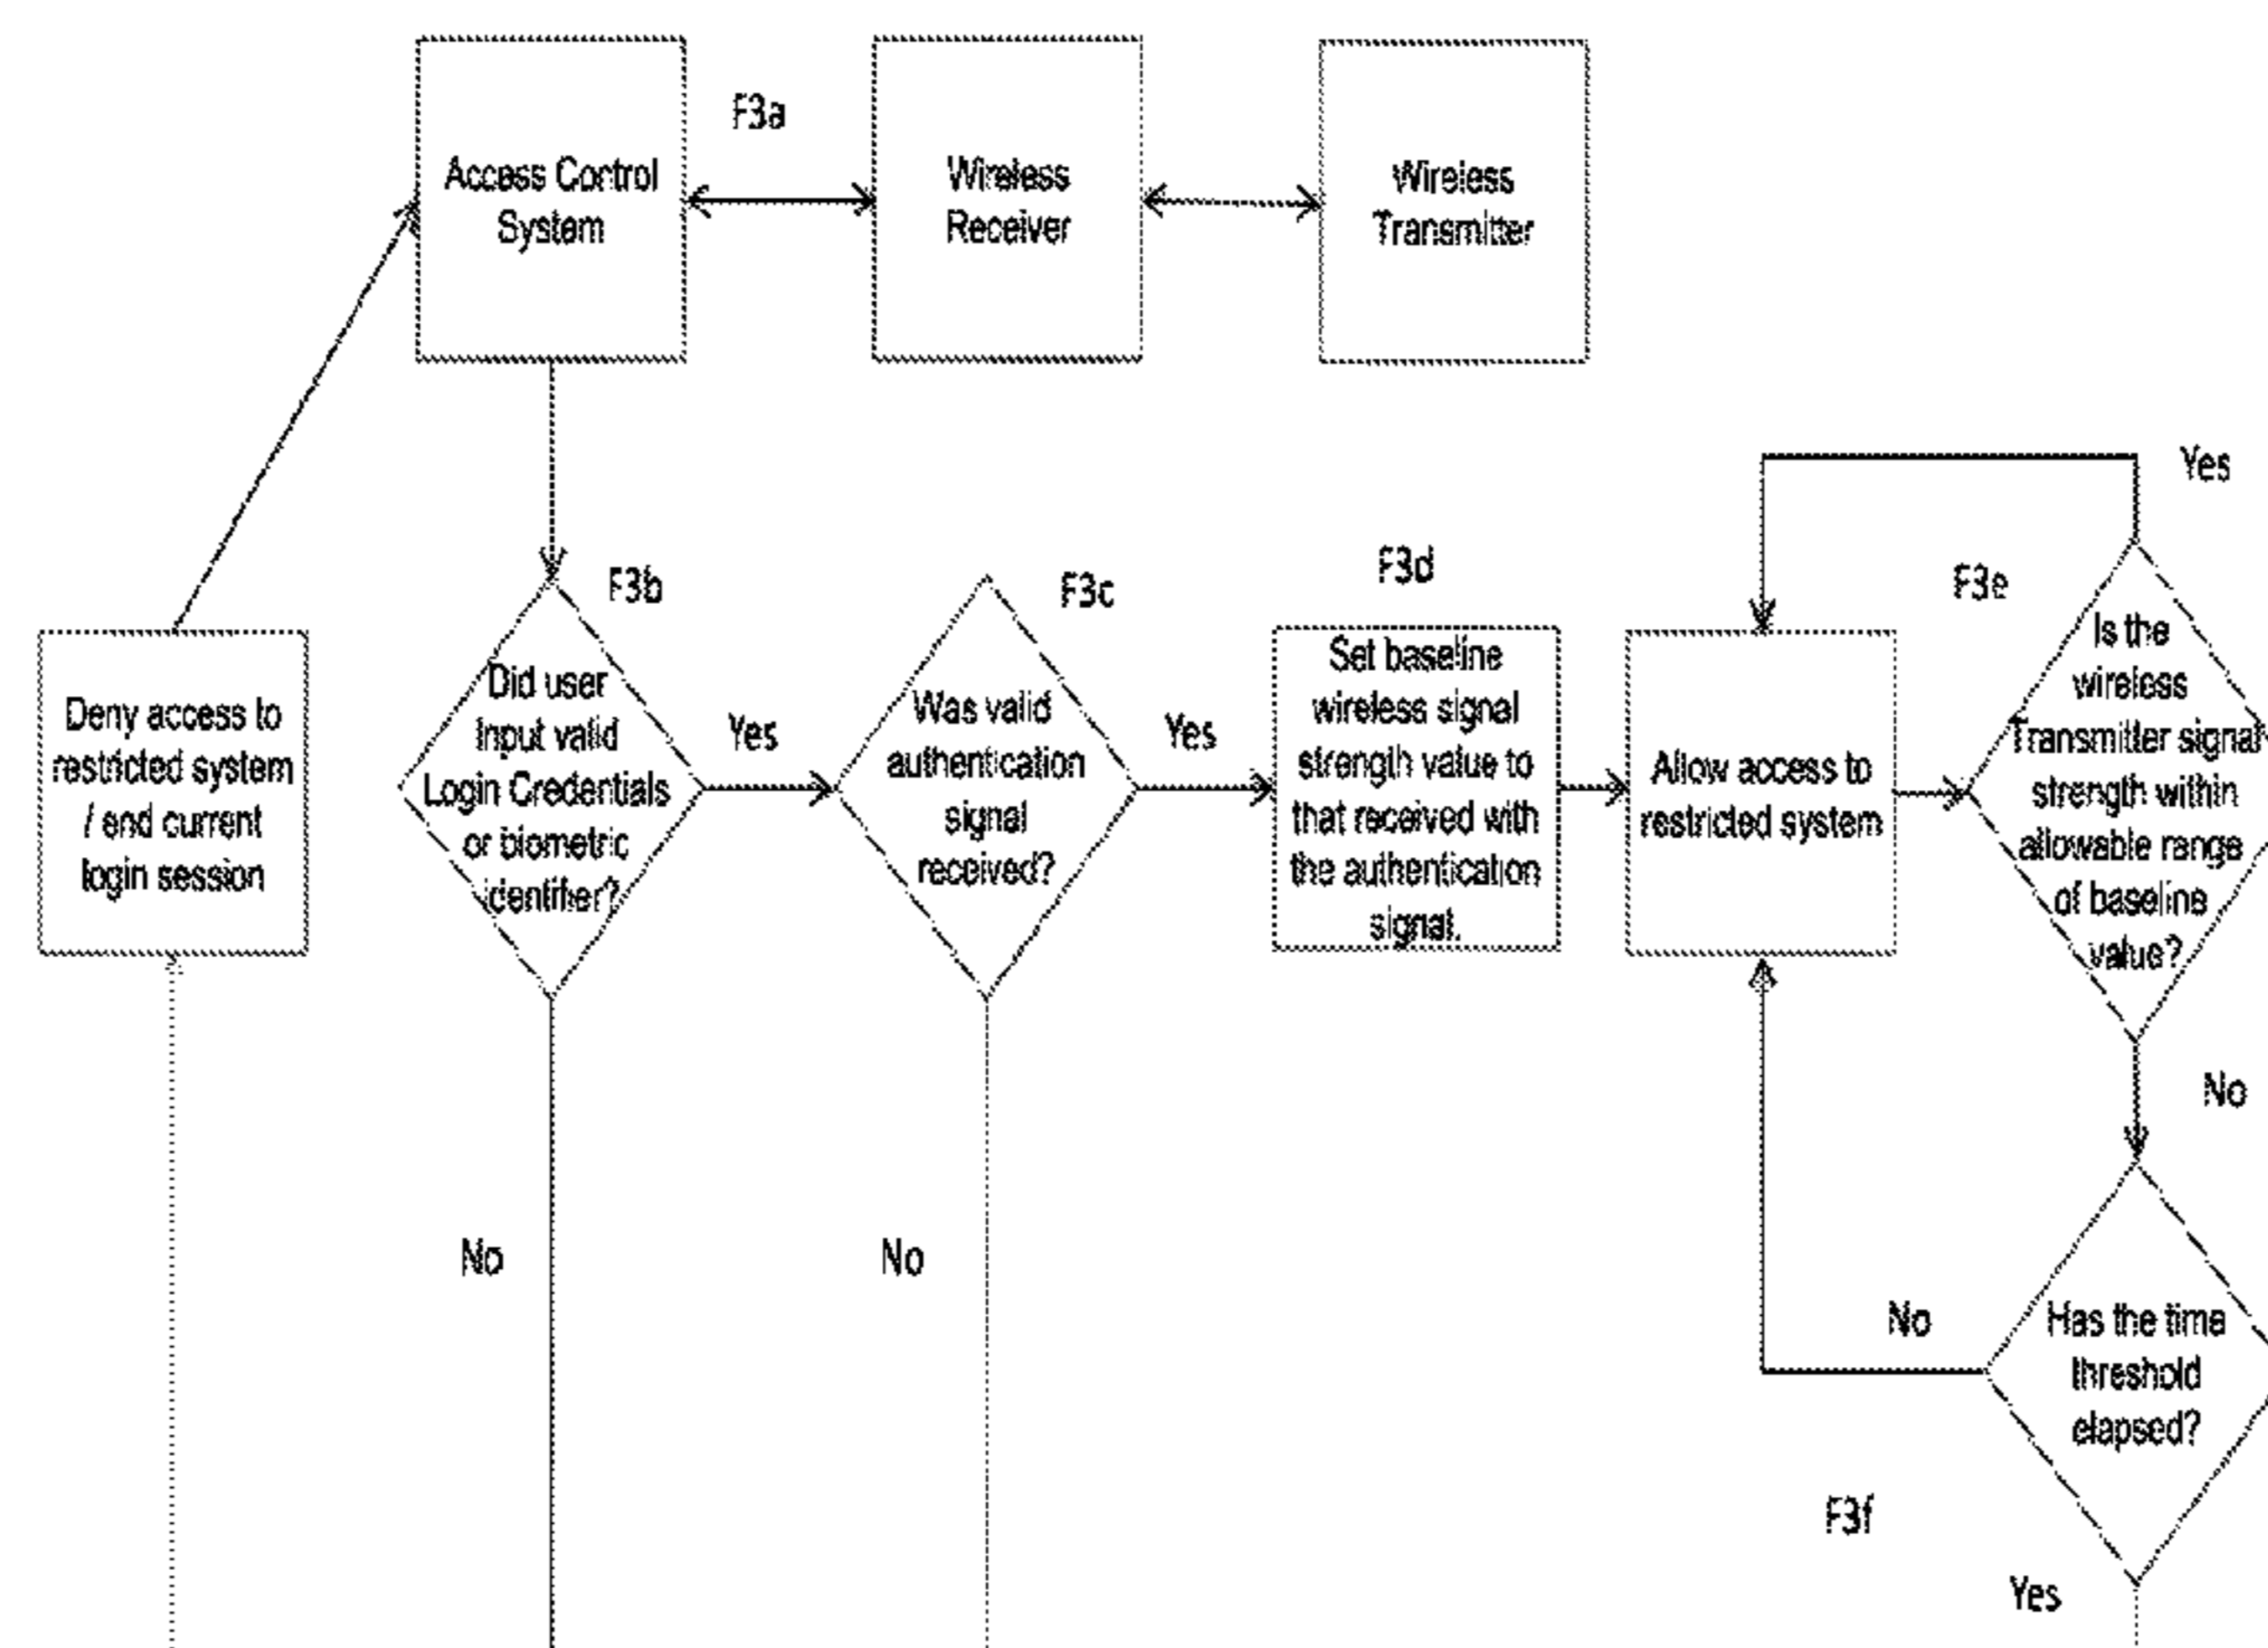 F3a
Access Control
System
Wireless
Receiver
Wireless
Transmitter
Yes
F3b
F3c
F3d
F3e
Deny access to
restricted system
/ end current
login session
Did user
input valid
Login Credentials
or biometric
identifier?
Yes
Was valid
authentication
signal
received?
Yes
Set baseline
wireless signal
strength value to
that received with
the authentication
signal.
Allow access to
restricted system
Is the
wireless
Transmitter signal
strength within
allowable range
of baseline
value?
No
No
No
No
Has the time
threshold
elapsed?
F3f
Yes